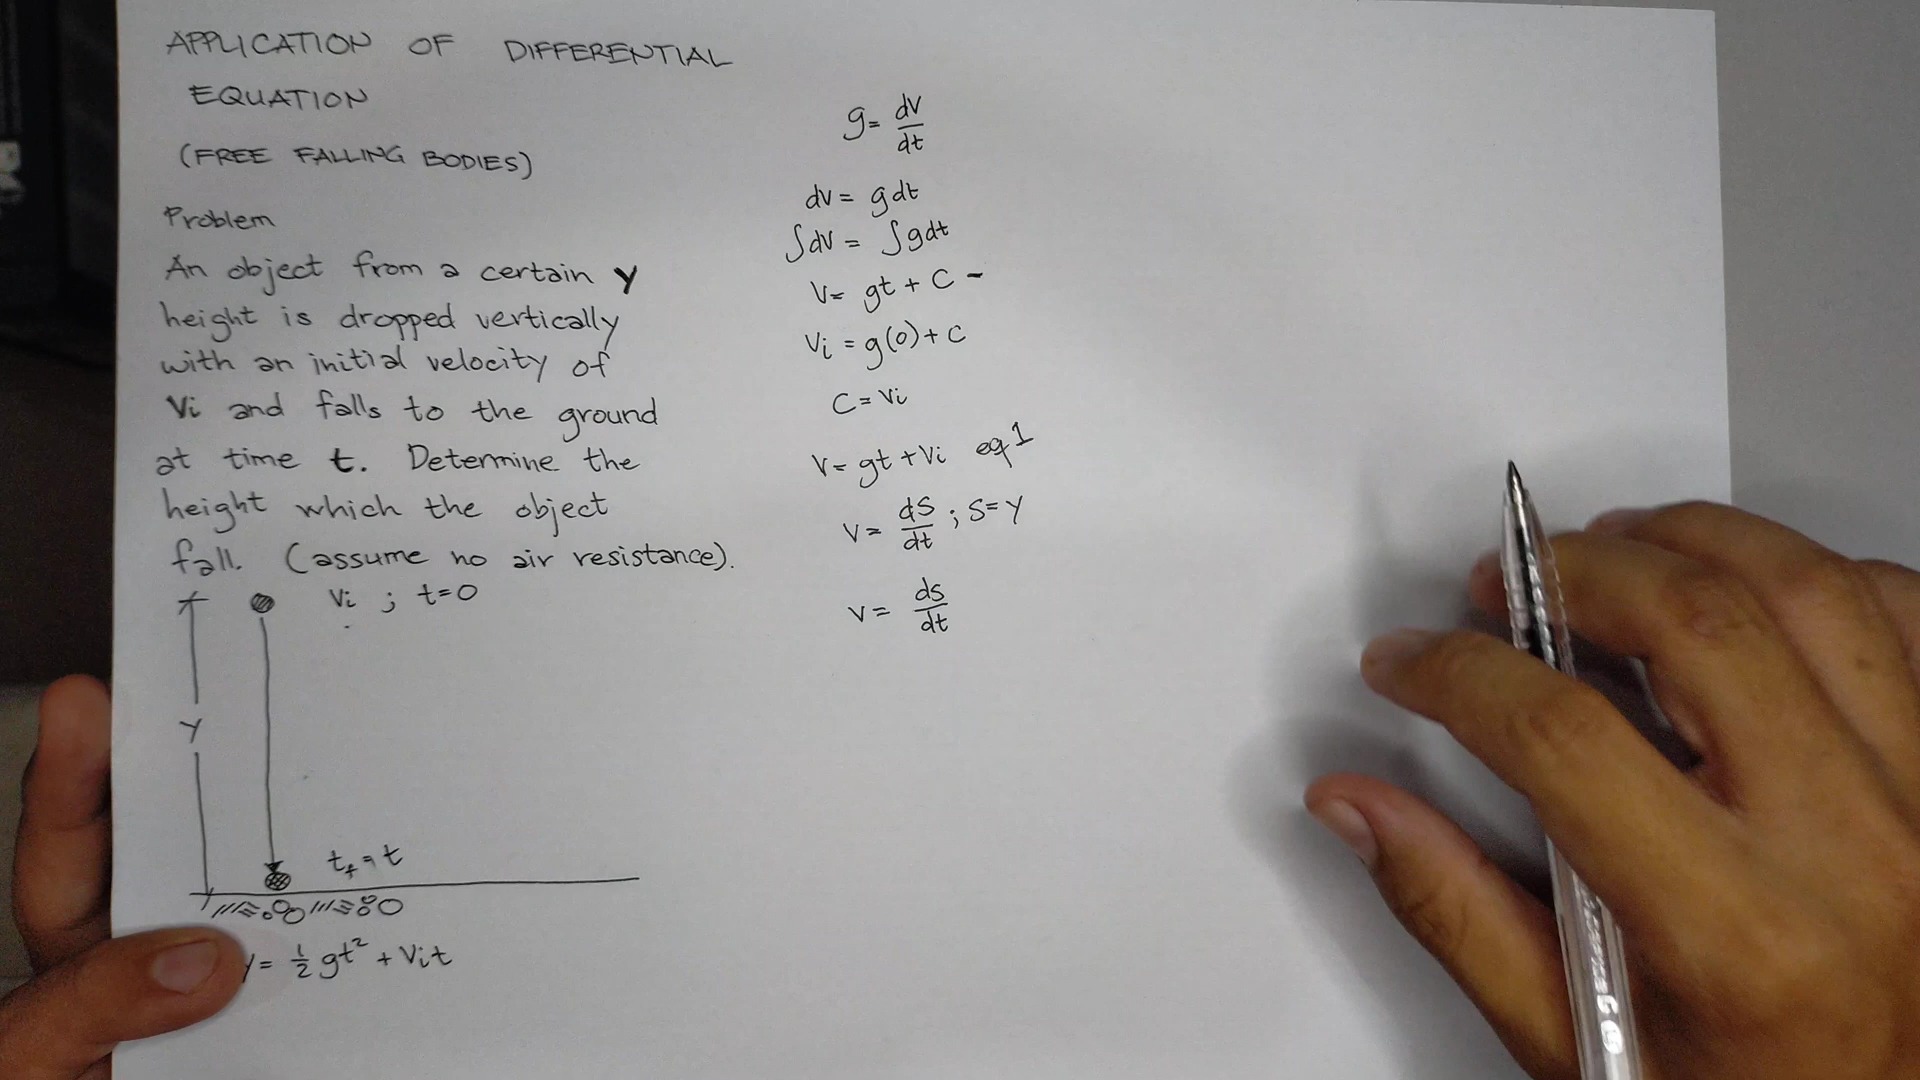 APPLICATION OF DIFFERENTIAL
EQUATION
(FREE FALLING BODIES)
Problem
An object from a certain y
height is dropped vertically
with an initial velocity of
Vi and falls to the ground
at time t. Determine the
height which the object
fall. (assume no air resistance).
Vi ; t=0
Y
t_f = t
y = 1/2 gt² + Vit
g = dV/dt
dv = gdt
∫dV = ∫gdt
V = gt + C -
Vi = g(0) + C
C = Vi
V = gt + Vi eq 1
V = dS/dt ; S=Y
V = ds/dt